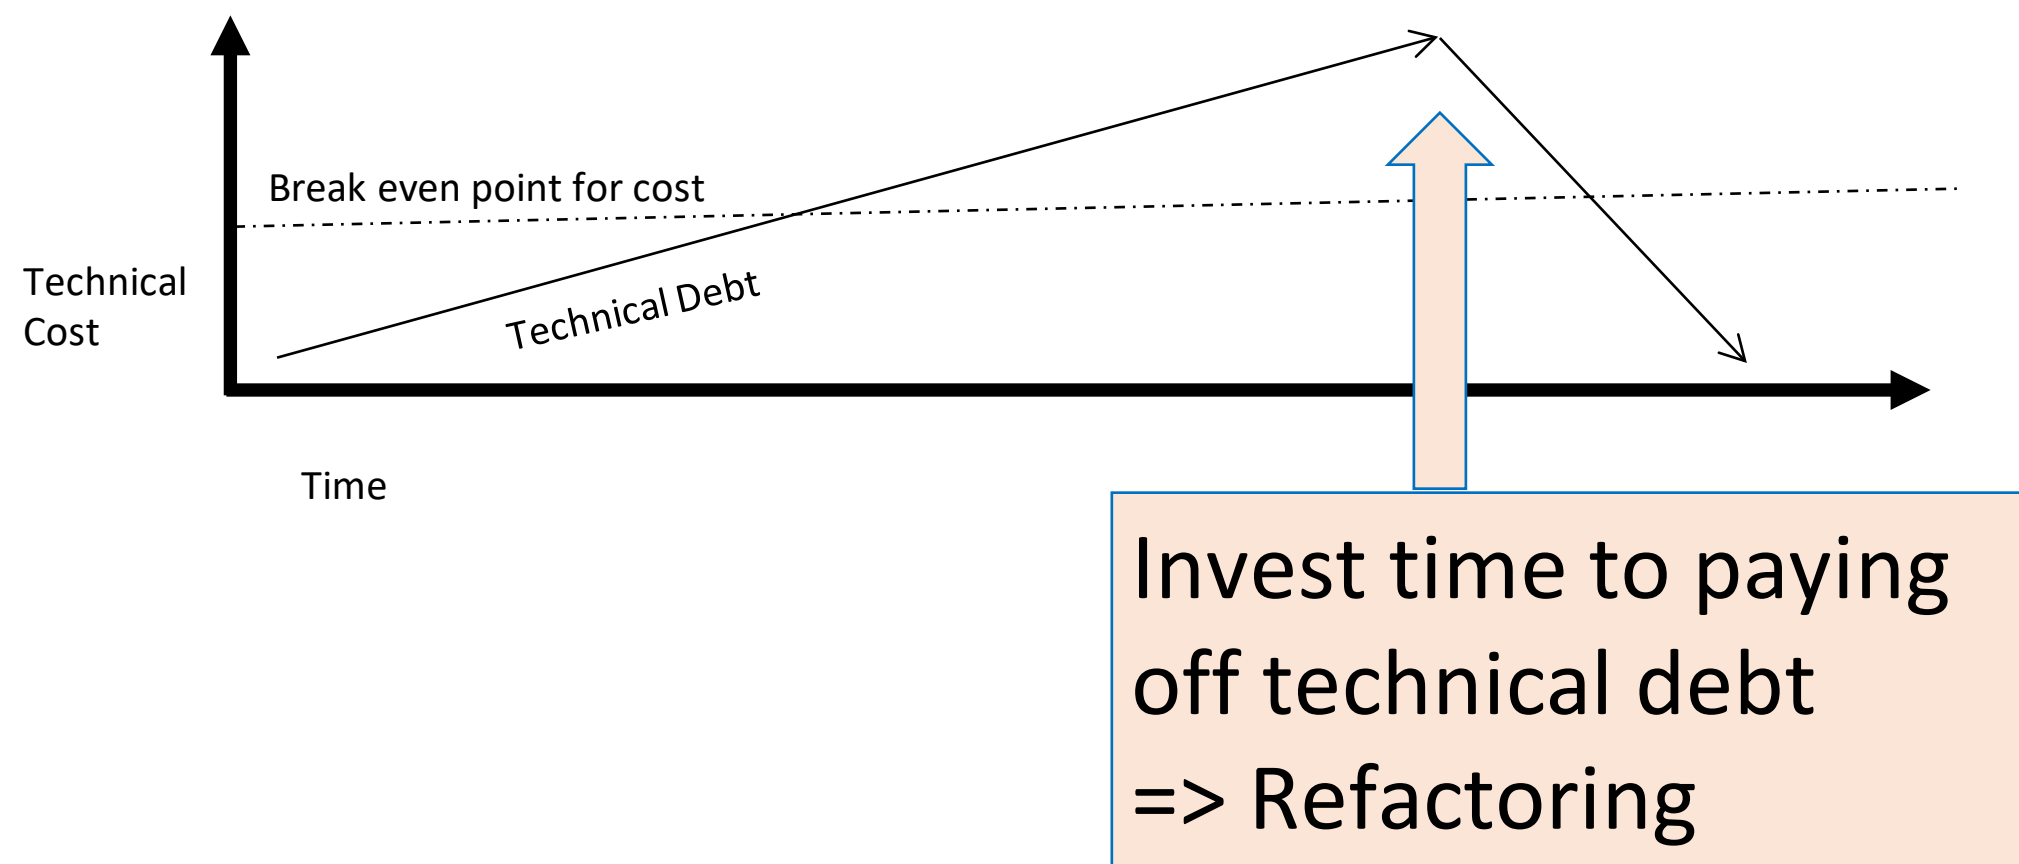 Break even point for cost
Technical
Cost
Technical Debt
Time
Invest time to paying
off technical debt
=> Refactoring